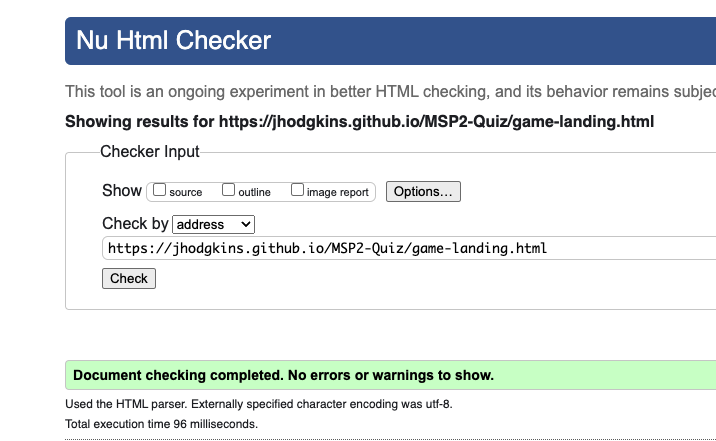 Nu Html Checker
This tool is an ongoing experiment in better HTML checking, and its behavior remains
Showing results for https://jhodgkins.github.io/MSP2-Quiz/game-landing.html
Checker Input
Show source outline image report Options...
Check by address
https://jhodgkins.github.io/MSP2-Quiz/game-landing.html
Check
Document checking completed. No errors or warnings to show.
Used the HTML parser. Externally specified character encoding was utf-8.
Total execution time 96 milliseconds.